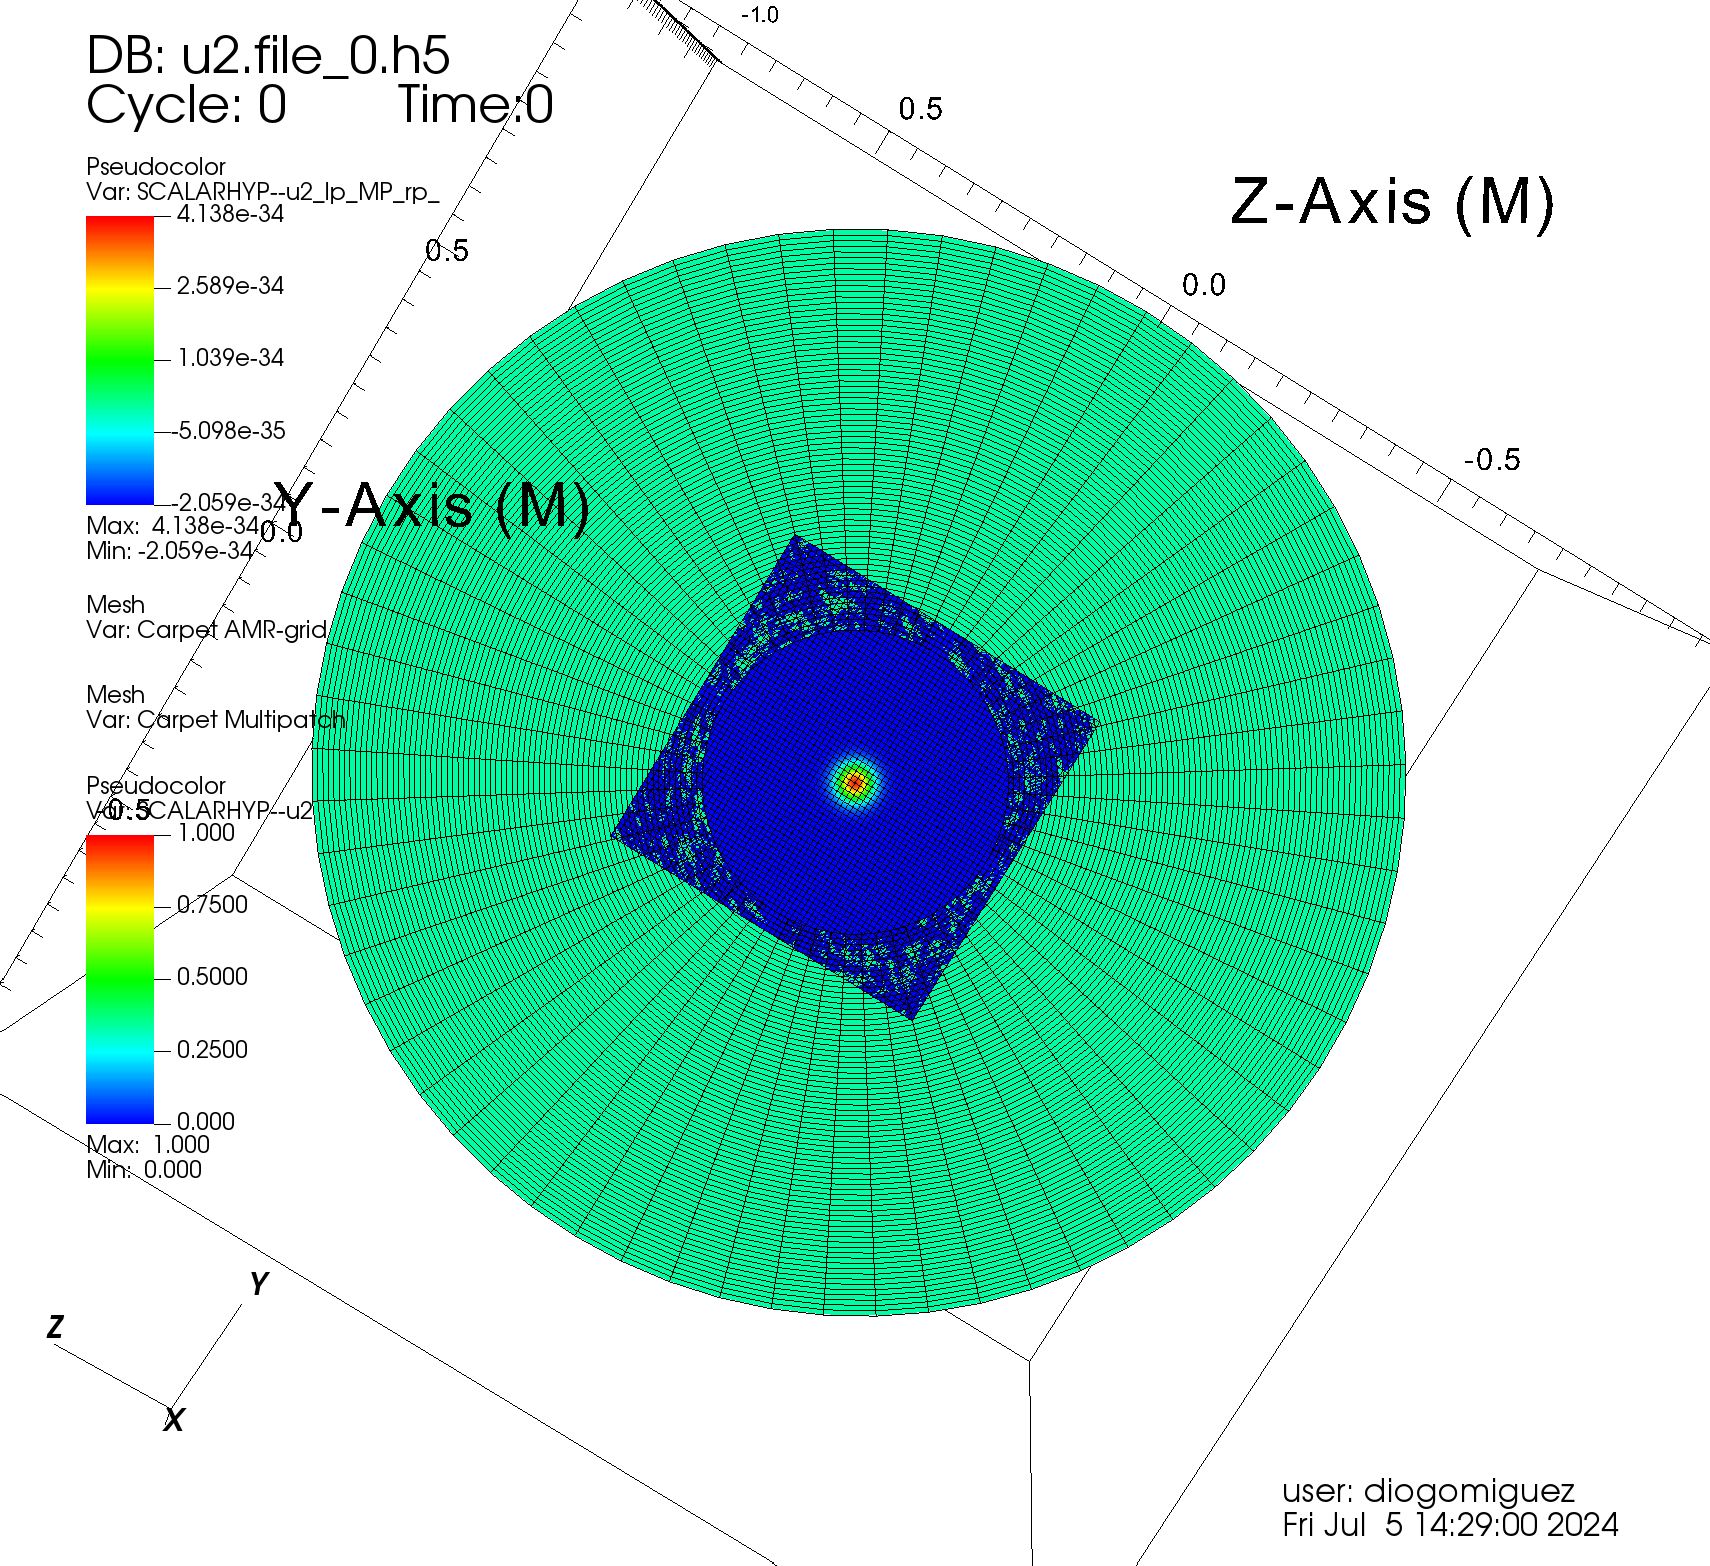 DB: u2.file_0.h5
Cycle: 0 Time:0
Pseudocolor
Var: SCALARHYP--u2_lp_MP_rp_
4.138e-34
2.589e-34
1.039e-34
-5.098e-35
-2.059e-34
Max: 4.138e-34
Min: -2.059e-34
Mesh
Var: Carpet AMR-grid
Mesh
Var: Carpet Multipatch
Pseudocolor
Var: SCALARHYP--u2
1.000
0.7500
0.5000
0.2500
0.000
Max: 1.000
Min: 0.000
-1.0
0.5
Z-Axis (M)
0.0
-0.5
0.5
Y-Axis (M)
0.0
-0.5
Y
Z
X
user: diogomiguez
Fri Jul 5 14:29:00 2024